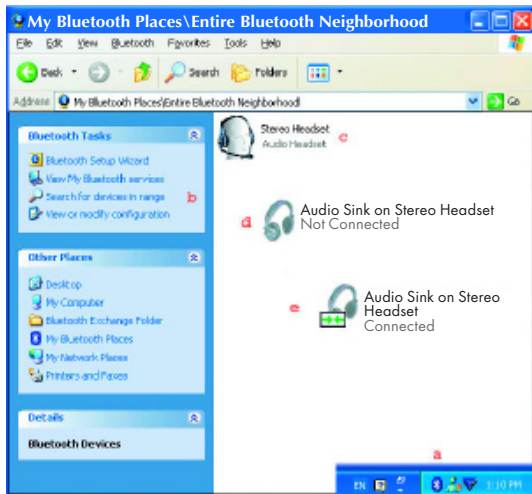 My Bluetooth Places\Entire Bluetooth Neighborhood
File Edit View Bluetooth Favorites Tools Help
Back Search Folders
Address My Bluetooth Places\Entire Bluetooth Neighborhood Go
Bluetooth Tasks
Bluetooth Setup Wizard
View My Bluetooth services
Search for devices in range b
View or modify configuration
Other Places
Desktop
My Computer
Bluetooth Exchange Folder
My Bluetooth Places
My Network Places
Printers and Faxes
Details
Bluetooth Devices
Stereo Headset c
Audio Headset
d Audio Sink on Stereo Headset
Not Connected
e Audio Sink on Stereo
Headset
Connected
a
EN 1:10 PM